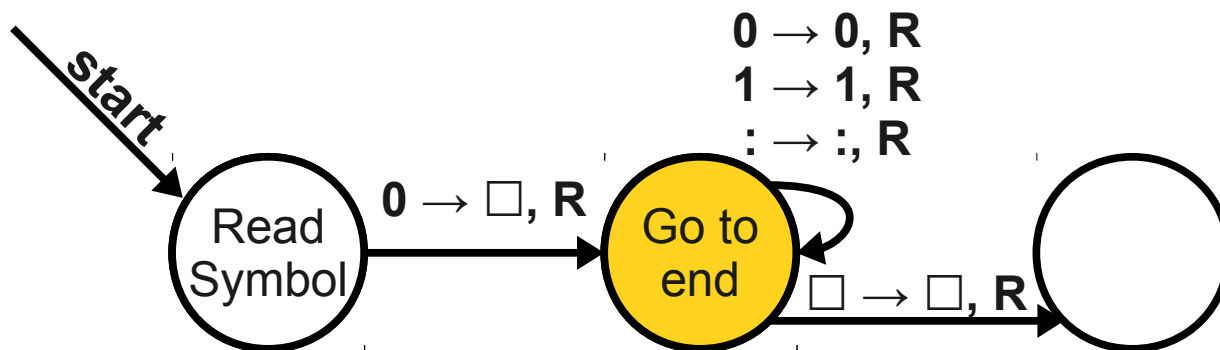 start
0 → 0, R
1 → 1, R
: → :, R
0 → □, R
Read
Symbol
Go to
end
□ → □, R